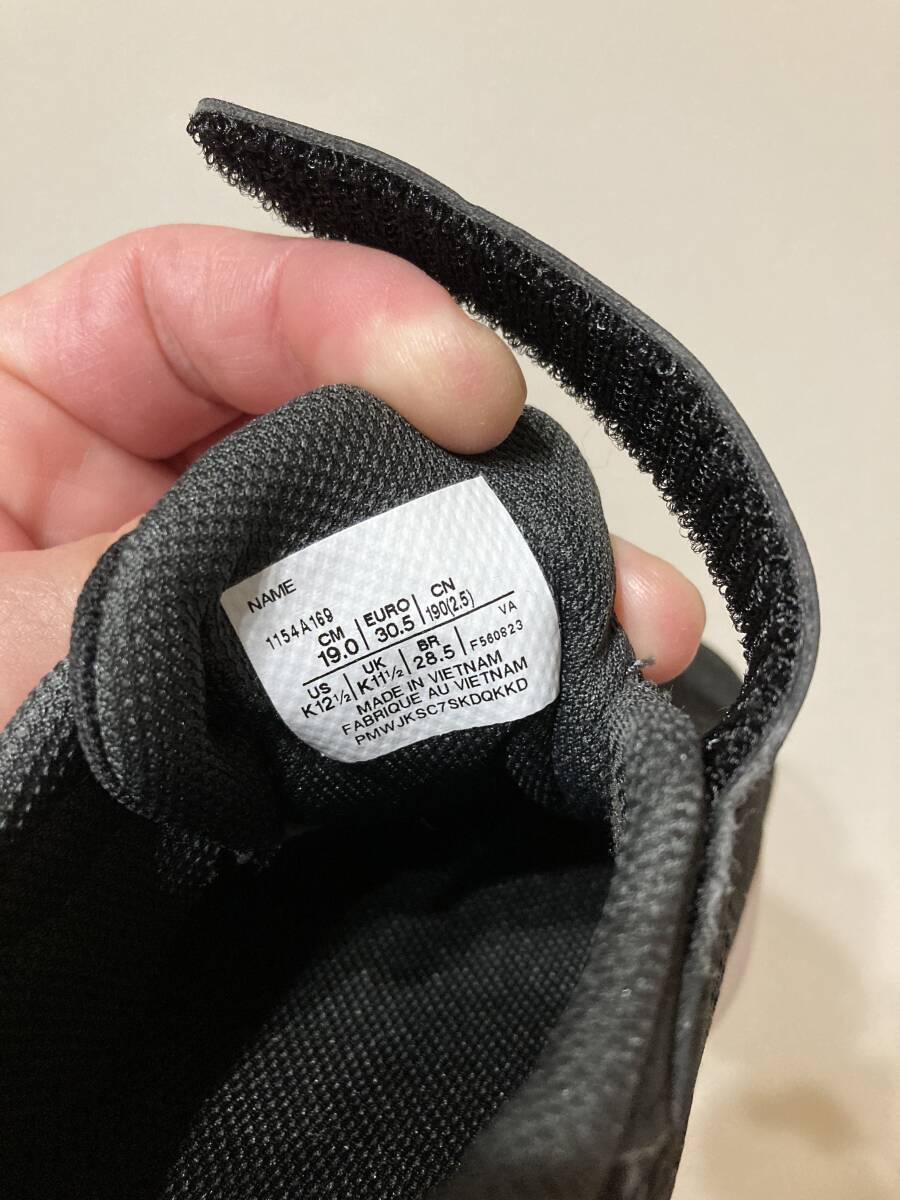 NAME
1154A169
CM EURO CN
19.0 30.5 190(2.5)
US UK BR VA
K12½ K11½ 28.5 F560823
MADE IN VIETNAM
FABRIQUE AU VIETNAM
PMWJKSC7SKDQKKD